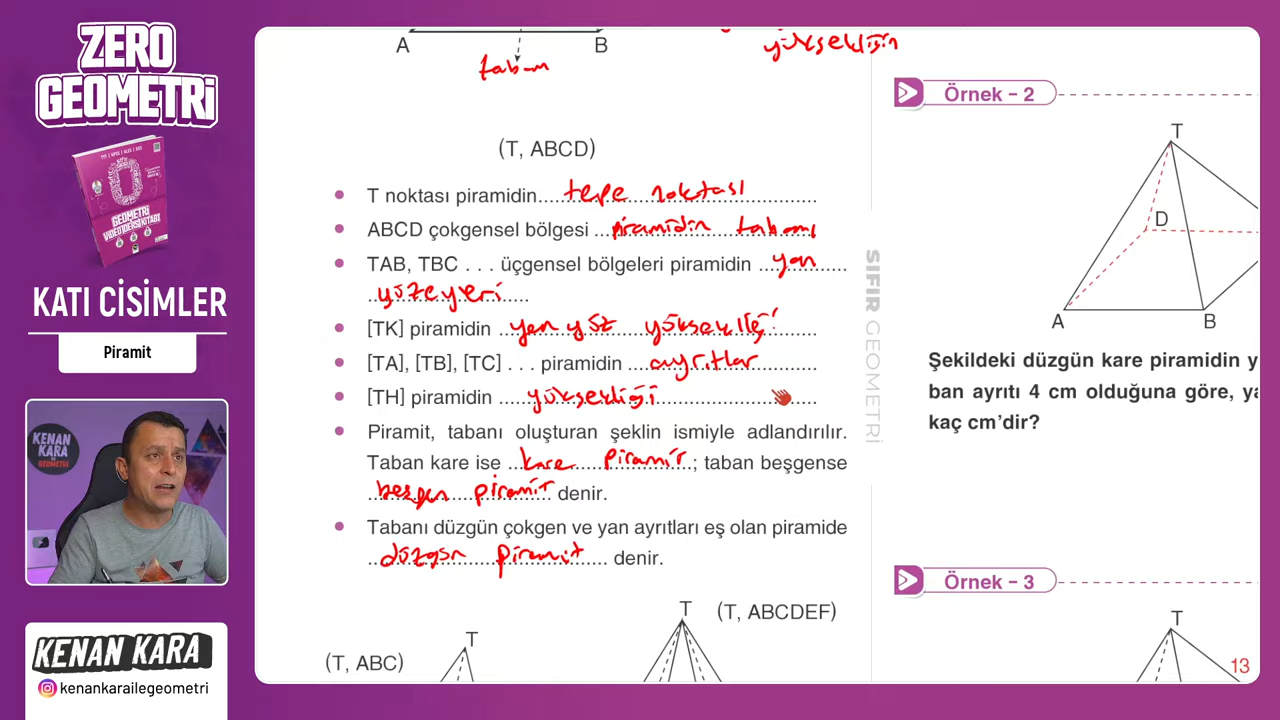 ZERO
GEOMETRİ
KATI CİSİMLER
Piramit
KENAN
KARA
GEOMETRİ
KENAN KARA
kenankarailegeometri
A
B
taban
yüksekliğin
(T, ABCD)
T noktası piramidin tepe noktası
ABCD çokgensel bölgesi piramidin tabanı
TAB, TBC . . . üçgensel bölgeleri piramidin yan
yüzeyleri
[TK] piramidin yan yüz yüksekliği
[TA], [TB], [TC] . . . piramidin ayrıtlar
[TH] piramidin yüksekliği
Piramit, tabanı oluşturan şeklin ismiyle adlandırılır.
Taban kare ise kare piramit; taban beşgense
beşgen piramit denir.
Tabanı düzgün çokgen ve yan ayrıtları eş olan piramide
düzgün piramit denir.
T
(T, ABC)
T
(T, ABCDEF)
SIFIR GEOMETRİ
Örnek - 2
T
D
A
B
Şekildeki düzgün kare piramidin y
ban ayrıtı 4 cm olduğuna göre, ya
kaç cm'dir?
Örnek - 3
T
13